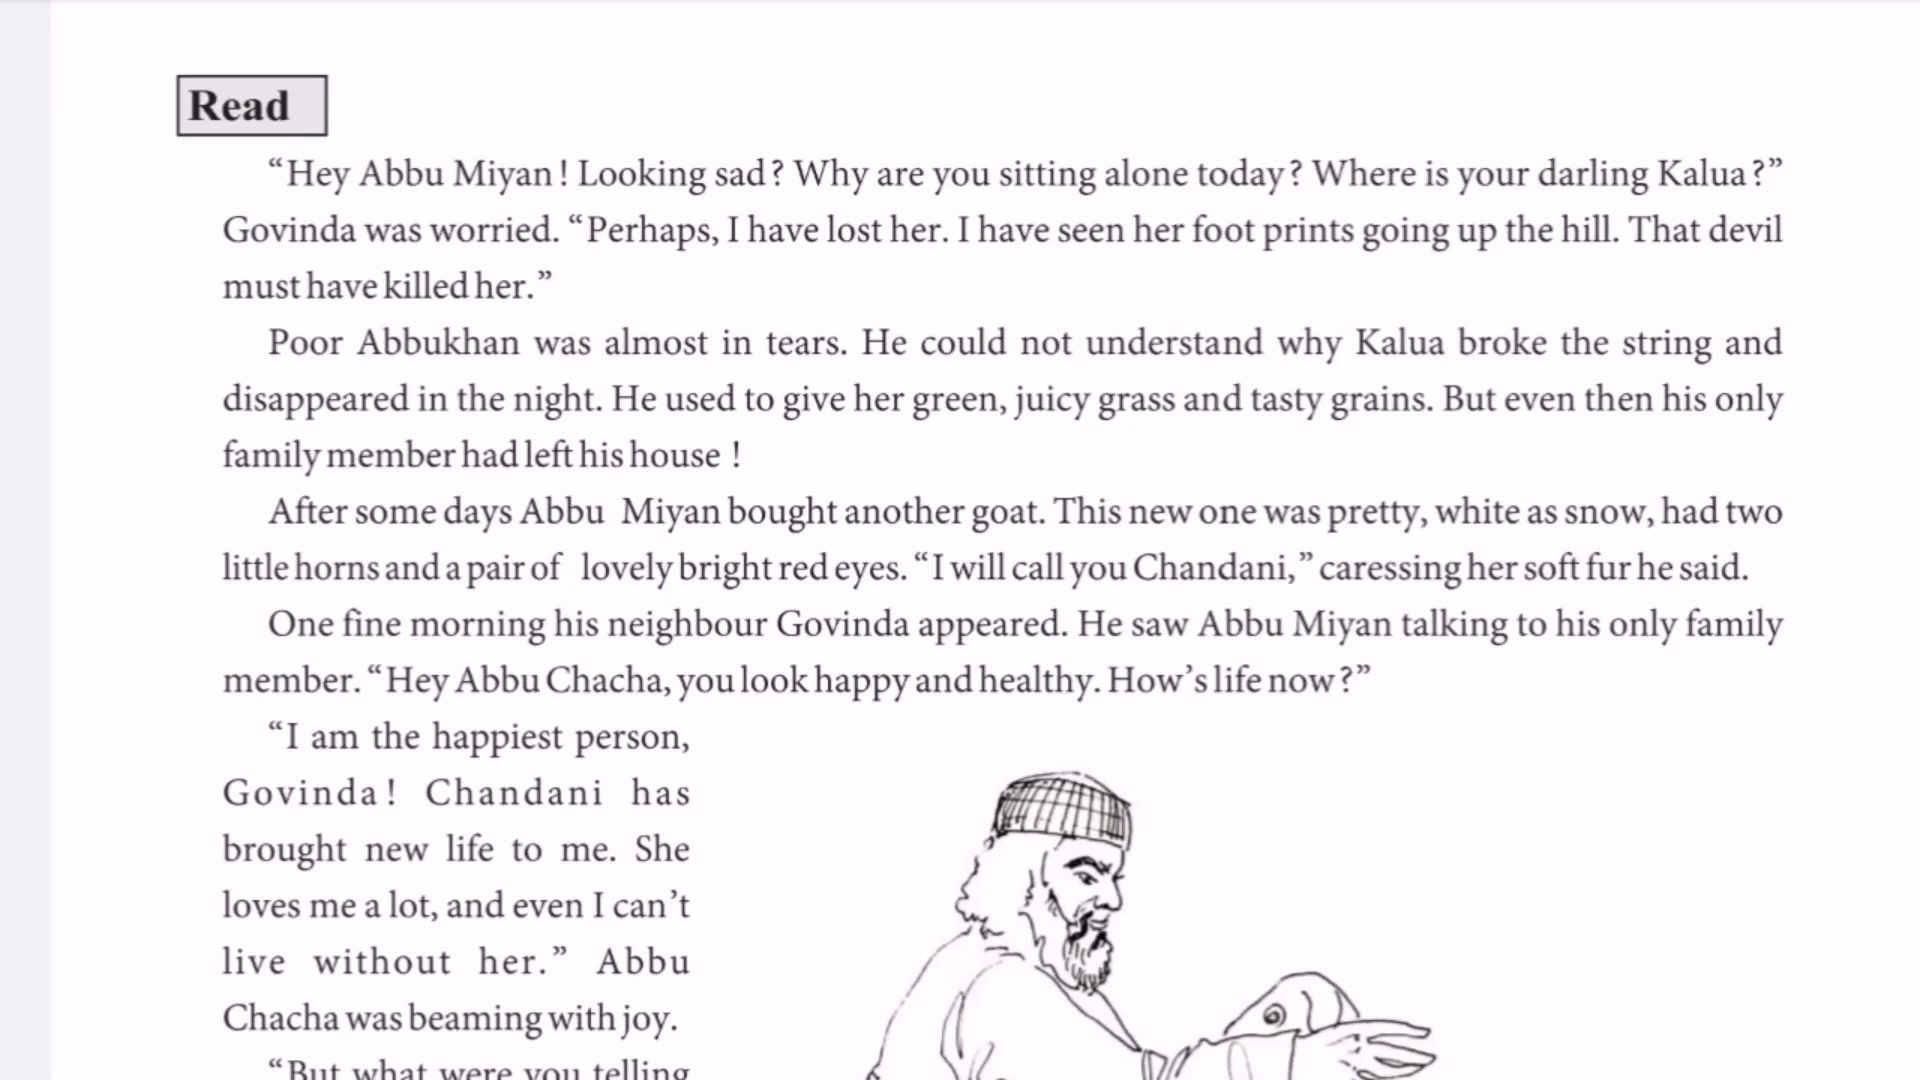 Read
“Hey Abbu Miyan! Looking sad? Why are you sitting alone today? Where is your darling Kalua?”
Govinda was worried. “Perhaps, I have lost her. I have seen her foot prints going up the hill. That devil
must have killed her.”
Poor Abbukhan was almost in tears. He could not understand why Kalua broke the string and
disappeared in the night. He used to give her green, juicy grass and tasty grains. But even then his only
family member had left his house !
After some days Abbu Miyan bought another goat. This new one was pretty, white as snow, had two
little horns and a pair of lovely bright red eyes. “I will call you Chandani,” caressing her soft fur he said.
One fine morning his neighbour Govinda appeared. He saw Abbu Miyan talking to his only family
member. “Hey Abbu Chacha, you look happy and healthy. How’s life now?”
“I am the happiest person,
Govinda! Chandani has
brought new life to me. She
loves me a lot, and even I can’t
live without her.” Abbu
Chacha was beaming with joy.
“But what were you telling